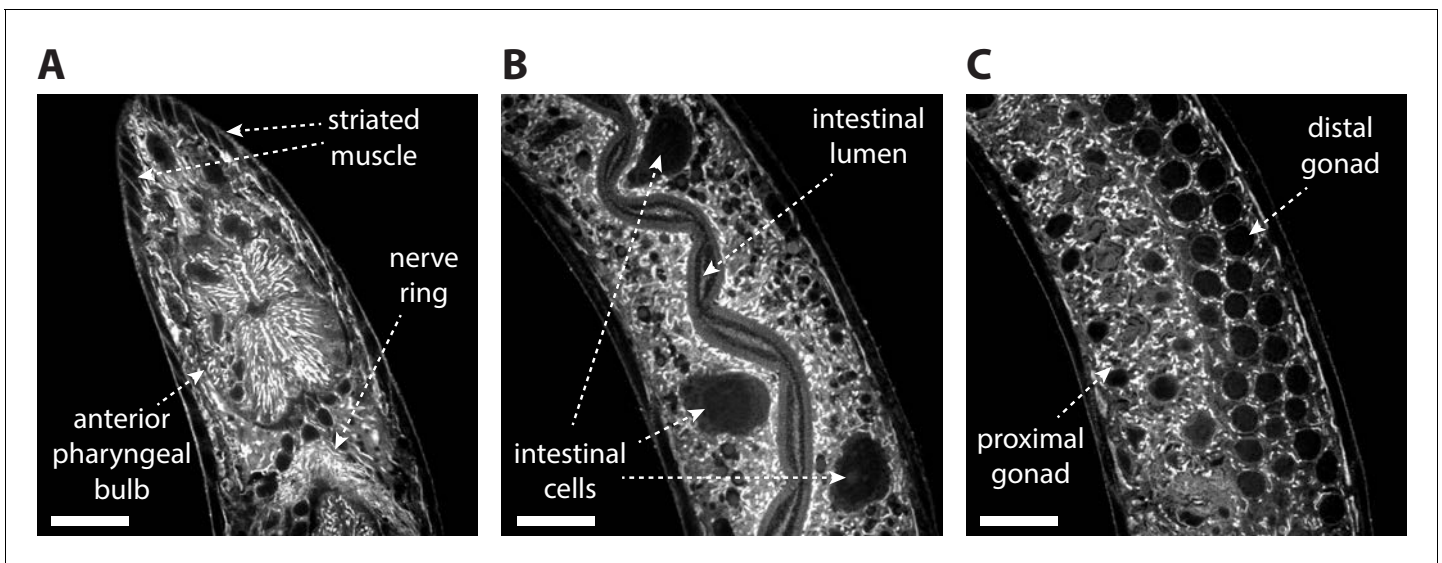 A
striated
muscle
nerve
ring
anterior
pharyngeal
bulb
B
intestinal
lumen
intestinal
cells
C
distal
gonad
proximal
gonad